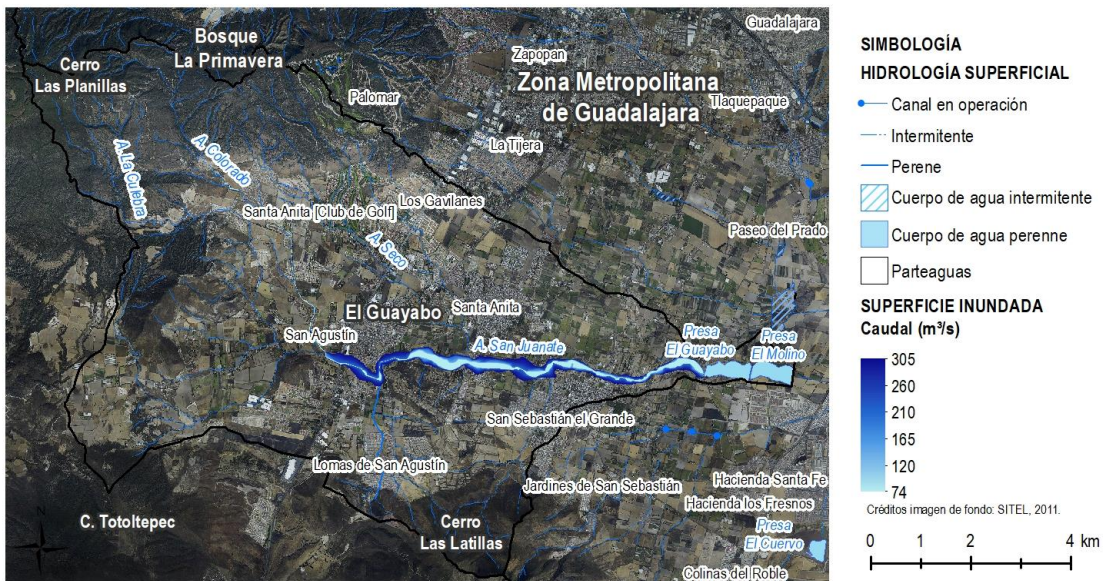 Guadalajara
Bosque
La Primavera
Cerro
Las Planillas
Zapopan
Zona Metropolitana
de Guadalajara
Palomar
Tlaquepaque
La Tijera
A. La Culebra
A. Colorado
Los Gavilanes
Santa Anita [Club de Golf]
Paseo del Prado
A. Seco
El Guayabo
Santa Anita
San Agustín
A. San Juanate
Presa
El Guayabo
Presa
El Molino
San Sebastián el Grande
Lomas de San Agustín
Jardines de San Sebastián
Hacienda Santa Fe
Hacienda los Fresnos
C. Totoltepec
Cerro
Las Latillas
Presa
El Cuervo
Colinas del Roble
SIMBOLOGÍA
HIDROLOGÍA SUPERFICIAL
Canal en operación
Intermitente
Perene
Cuerpo de agua intermitente
Cuerpo de agua perenne
Parteaguas
SUPERFICIE INUNDADA
Caudal (m³/s)
305
260
210
165
120
74
Créditos imagen de fondo: SITEL, 2011.
0 1 2 4 km